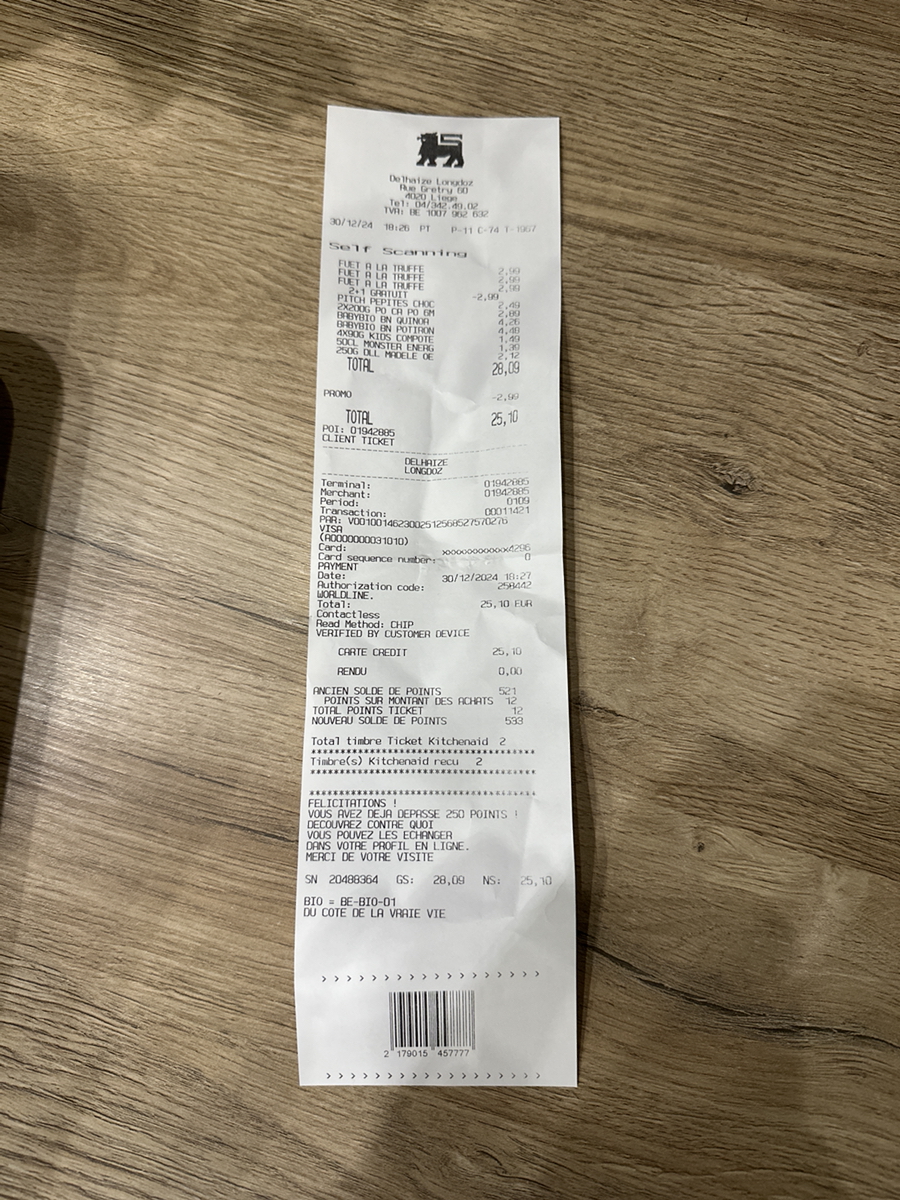 Delhaize Longdoz
Rue Gretry 60
4020 Liege
Tel: 04/342.49.02
TVA: BE 1007 962 632
30/12/24 18:26 PT P-11 C-74 T-1967
Self Scanning
FUET A LA TRUFFE 2,99
FUET A LA TRUFFE 2,99
FUET A LA TRUFFE 2,99
2+1 GRATUIT -2,99
PITCH PEPITES CHOC 2,49
2X200G PO CR PO 6M 2,89
BABYBIO BN QUINOA 4,26
BABYBIO BN POTIRON 4,48
4X90G KIDS COMPOTE 1,49
50CL MONSTER ENERG 1,39
250G DLL MADELE OE 2,12
TOTAL 28,09
PROMO -2,99
TOTAL 25,10
POI: 01942885
CLIENT TICKET
DELHAIZE
LONGDOZ
Terminal: 01942885
Merchant: 01942885
Period: 0109
Transaction: 00011421
PAR: V0010014623002512568527570276
VISA
(A0000000031010)
Card: xxxxxxxxxxxx4296
Card sequence number: 0
PAYMENT
Date: 30/12/2024 18:27
Authorization code: 258442
WORLDLINE.
Total: 25,10 EUR
Contactless
Read Method: CHIP
VERIFIED BY CUSTOMER DEVICE
CARTE CREDIT 25,10
RENDU 0,00
ANCIEN SOLDE DE POINTS 521
POINTS SUR MONTANT DES ACHATS 12
TOTAL POINTS TICKET 12
NOUVEAU SOLDE DE POINTS 533
Total timbre Ticket Kitchenaid 2
****************************************
Timbre(s) Kitchenaid recu 2
****************************************
****************************************
FELICITATIONS !
VOUS AVEZ DEJA DEPASSE 250 POINTS !
DECOUVREZ CONTRE QUOI
VOUS POUVEZ LES ECHANGER
DANS VOTRE PROFIL EN LIGNE.
MERCI DE VOTRE VISITE
SN 20488364 GS: 28,09 NS: 25,10
BIO = BE-BIO-01
DU COTE DE LA VRAIE VIE
> > > > > > > > > > > > > > > > > >
2 179015 457777
> > > > > > > > > > > > > > > > > >